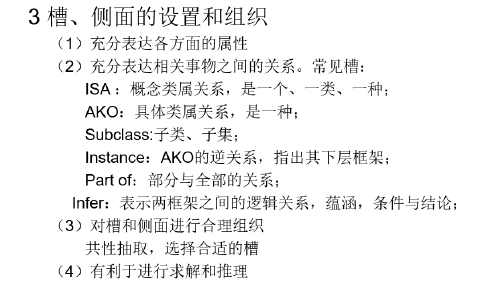 3 槽、侧面的设置和组织
（1）充分表达各方面的属性
（2）充分表达相关事物之间的关系。常见槽：
ISA ：概念类属关系，是一个、一类、一种；
AKO：具体类属关系，是一种；
Subclass:子类、子集；
Instance：AKO的逆关系，指出其下层框架；
Part of：部分与全部的关系；
Infer：表示两框架之间的逻辑关系，蕴涵，条件与结论；
（3）对槽和侧面进行合理组织
共性抽取，选择合适的槽
（4）有利于进行求解和推理